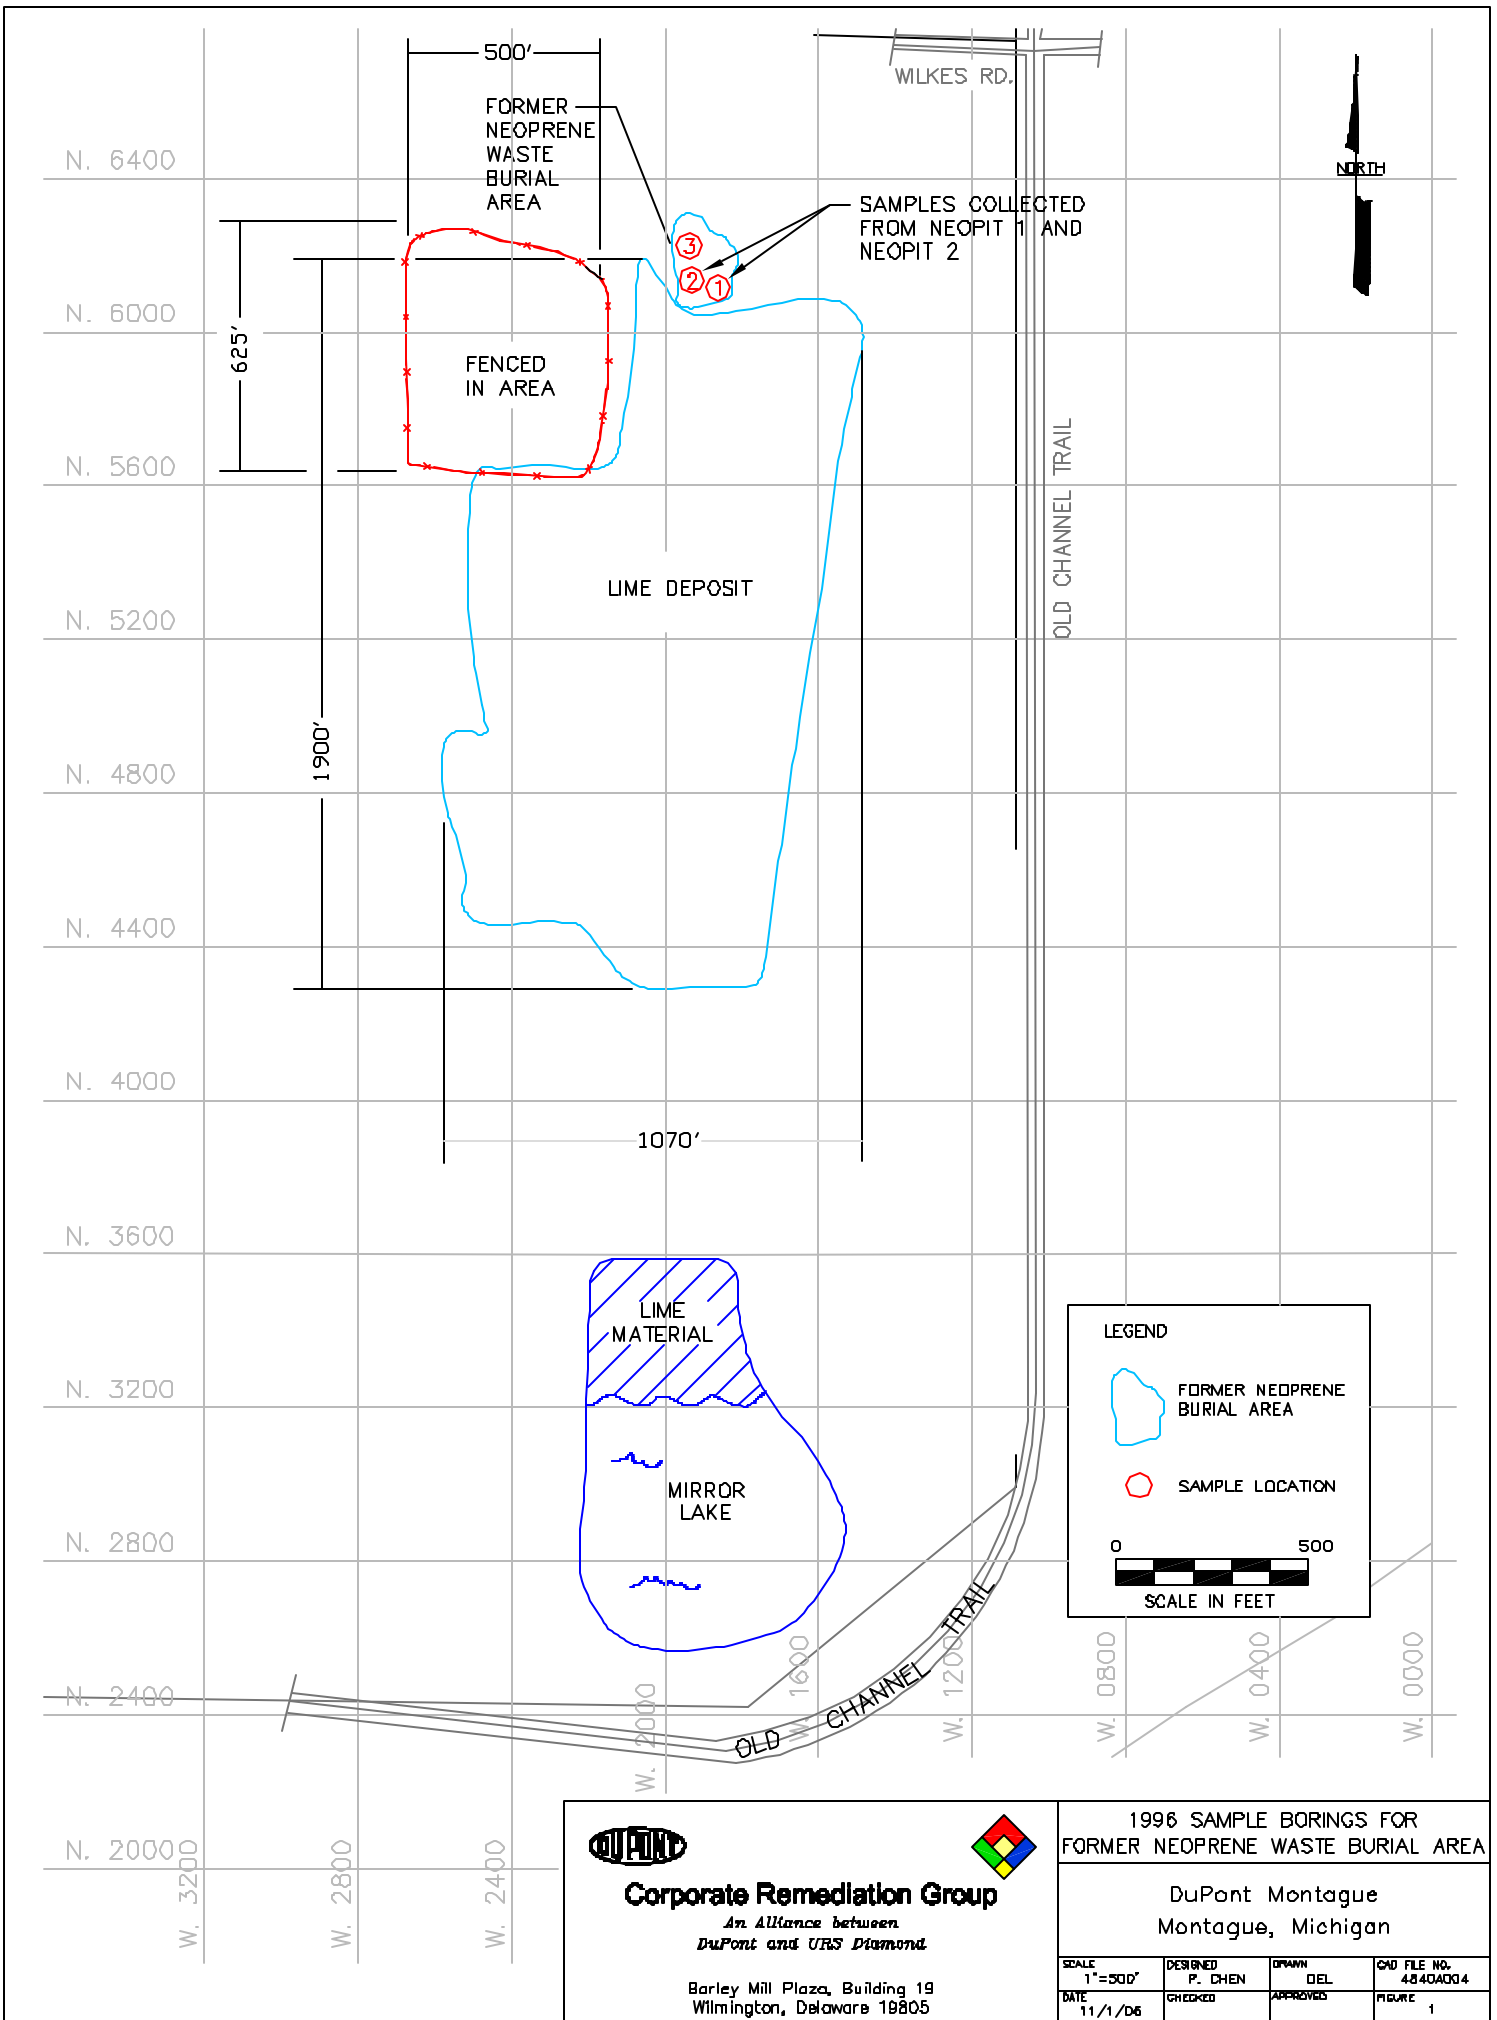 500'
WILKES RD.
FORMER
NEOPRENE
WASTE
BURIAL
AREA
N. 6400
NORTH
SAMPLES COLLECTED
FROM NEOPIT 1 AND
NEOPIT 2
3
2
1
N. 6000
625'
FENCED
IN AREA
N. 5600
OLD CHANNEL TRAIL
LIME DEPOSIT
N. 5200
1900'
N. 4800
N. 4400
N. 4000
1070'
N. 3600
LIME
MATERIAL
LEGEND
FORMER NEOPRENE
BURIAL AREA
N. 3200
SAMPLE LOCATION
MIRROR
LAKE
N. 2800
0 500
SCALE IN FEET
OLD CHANNEL TRAIL
N. 2400
W. 2000
W. 1600
W. 1200
W. 0800
W. 0400
W. 0000
N. 2000
W. 3200
W. 2800
W. 2400
DUPONT
Corporate Remediation Group
An Alliance between
DuPont and URS Diamond
Barley Mill Plaza, Building 19
Wilmington, Delaware 19805
1996 SAMPLE BORINGS FOR
FORMER NEOPRENE WASTE BURIAL AREA
DuPont Montague
Montague, Michigan
SCALE
1"=500'
DESIGNED
P. CHEN
DRAWN
DEL
CAD FILE NO.
4840A004
DATE
11/1/06
CHECKED
APPROVED
FIGURE
1